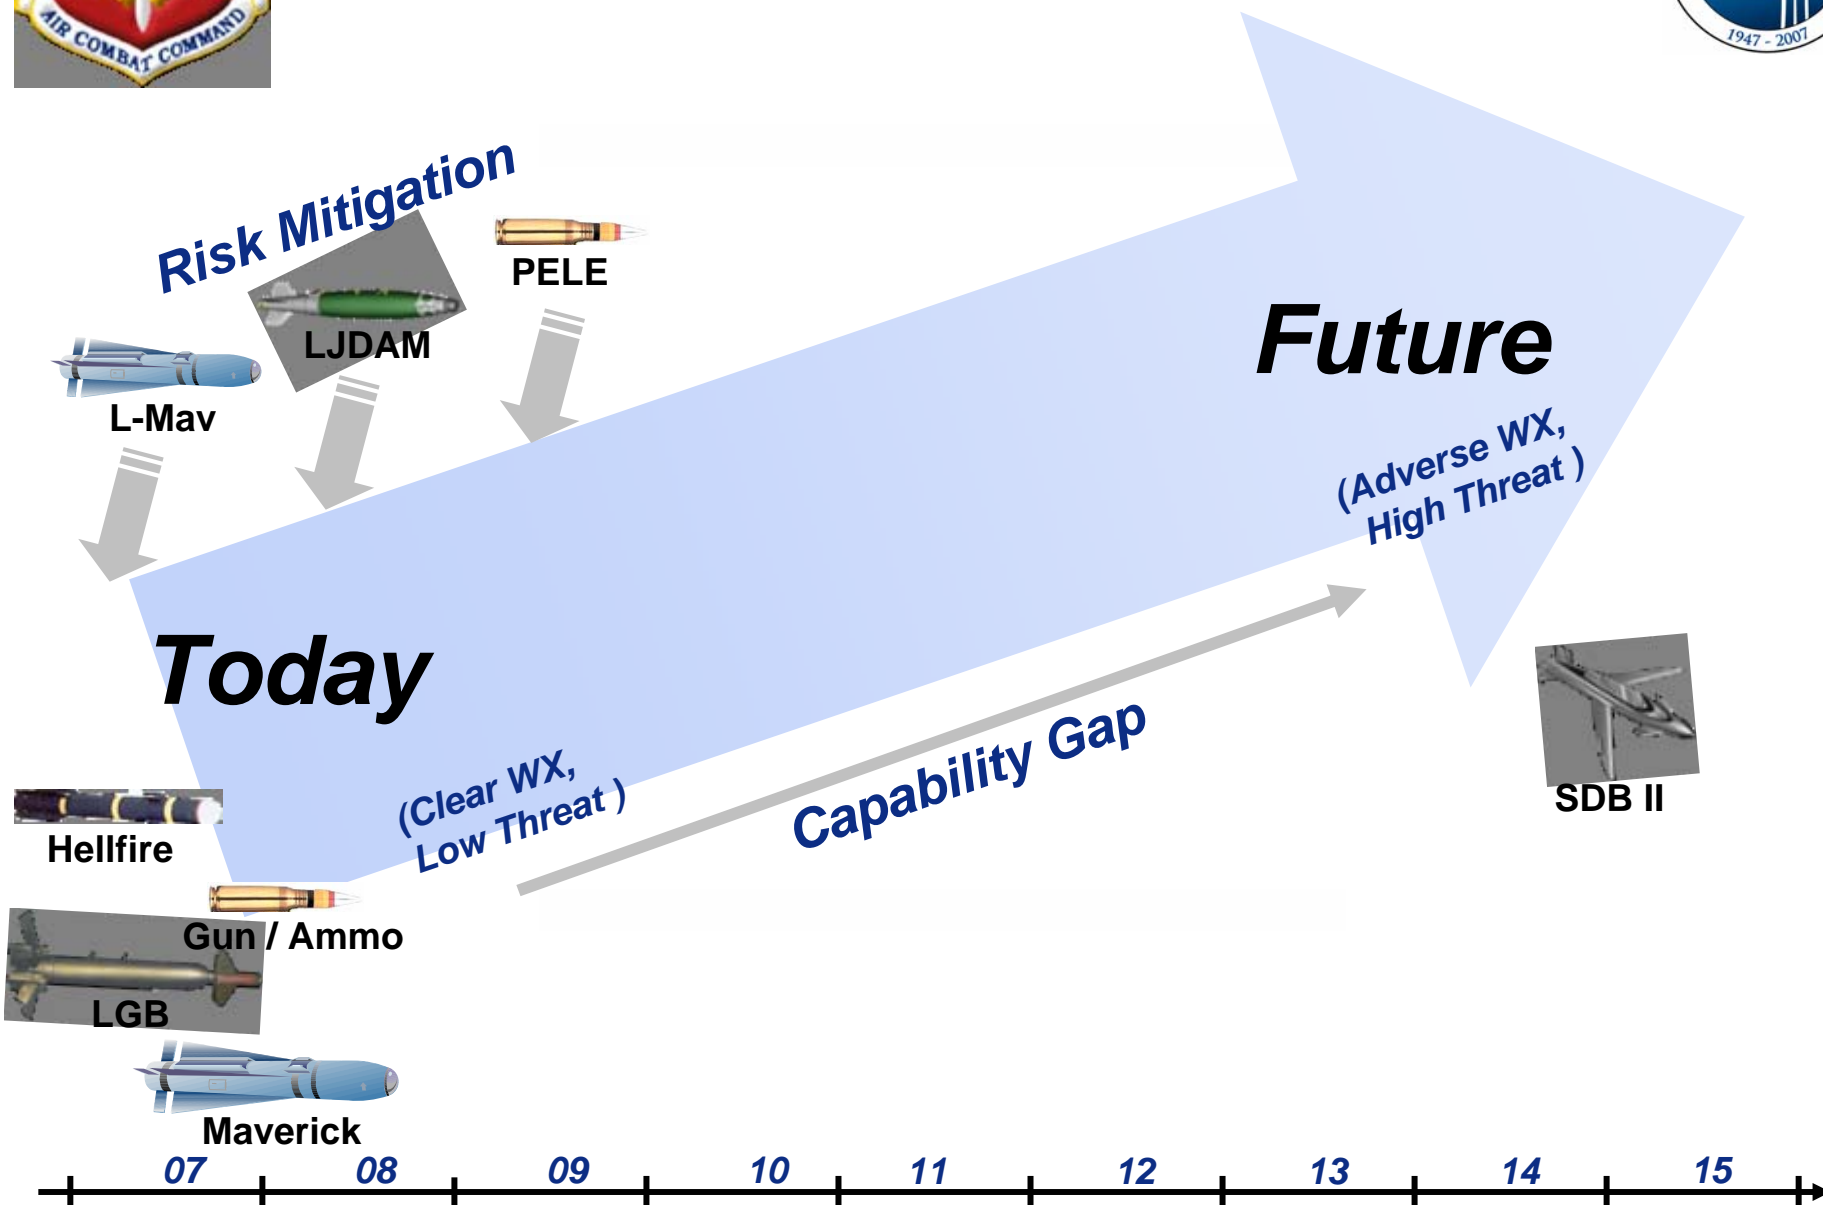 AIR COMBAT COMMAND
1947 - 2007
Risk Mitigation
PELE
LJDAM
L-Mav
Future
(Adverse WX,
High Threat )
Today
(Clear WX,
Low Threat )
Capability Gap
SDB II
Hellfire
Gun / Ammo
LGB
Maverick
07 08 09 10 11 12 13 14 15